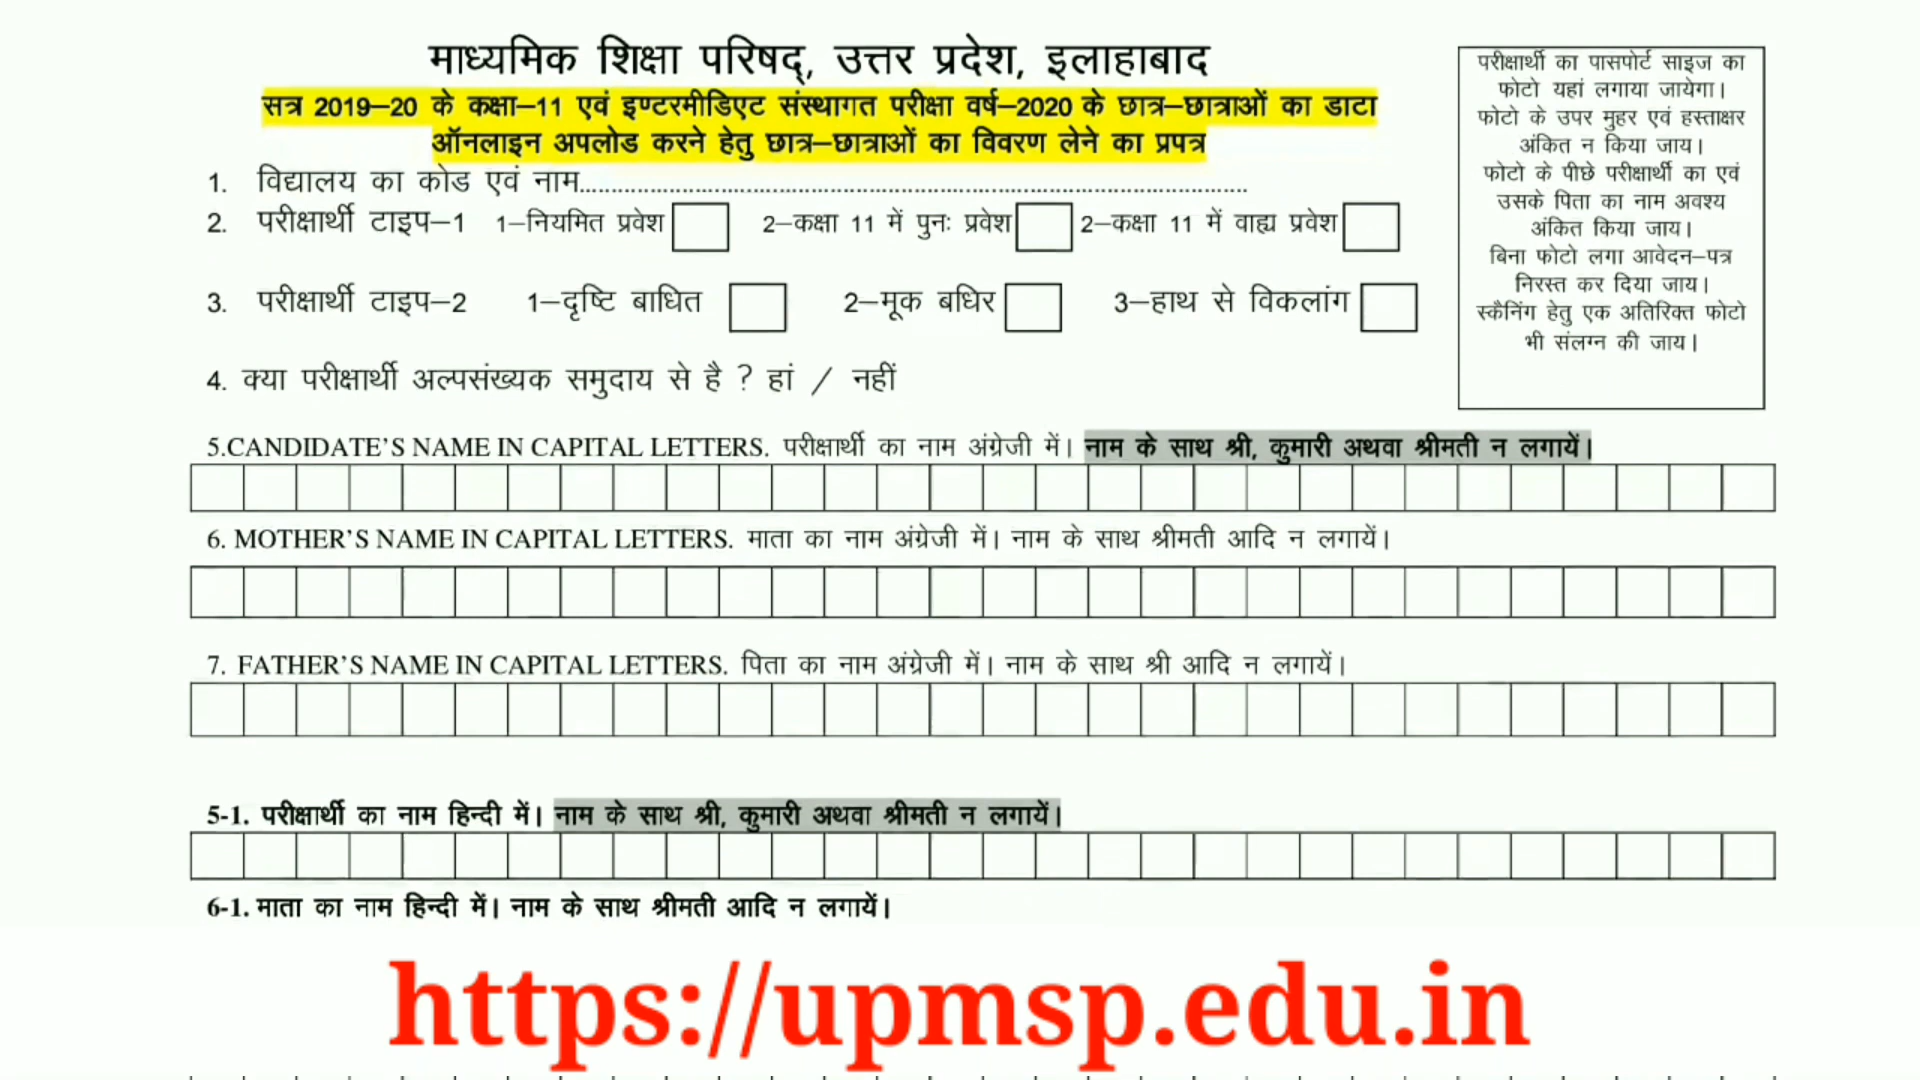 माध्यमिक शिक्षा परिषद्, उत्तर प्रदेश, इलाहाबाद
सत्र 2019–20 के कक्षा–11 एवं इण्टरमीडिएट संस्थागत परीक्षा वर्ष–2020 के छात्र–छात्राओं का डाटा
ऑनलाइन अपलोड करने हेतु छात्र–छात्राओं का विवरण लेने का प्रपत्र
1. विद्यालय का कोड एवं नाम..........................................................................................................
2. परीक्षार्थी टाइप–1 1–नियमित प्रवेश 2–कक्षा 11 में पुनः प्रवेश 2–कक्षा 11 में वाह्य प्रवेश
3. परीक्षार्थी टाइप–2 1–दृष्टि बाधित 2–मूक बधिर 3–हाथ से विकलांग
4. क्या परीक्षार्थी अल्पसंख्यक समुदाय से है ? हां / नहीं
परीक्षार्थी का पासपोर्ट साइज का
फोटो यहां लगाया जायेगा।
फोटो के उपर मुहर एवं हस्ताक्षर
अंकित न किया जाय।
फोटो के पीछे परीक्षार्थी का एवं
उसके पिता का नाम अवश्य
अंकित किया जाय।
बिना फोटो लगा आवेदन–पत्र
निरस्त कर दिया जाय।
स्कैनिंग हेतु एक अतिरिक्त फोटो
भी संलग्न की जाय।
5.CANDIDATE'S NAME IN CAPITAL LETTERS. परीक्षार्थी का नाम अंग्रेजी में। नाम के साथ श्री, कुमारी अथवा श्रीमती न लगायें।
6. MOTHER'S NAME IN CAPITAL LETTERS. माता का नाम अंग्रेजी में। नाम के साथ श्रीमती आदि न लगायें।
7. FATHER'S NAME IN CAPITAL LETTERS. पिता का नाम अंग्रेजी में। नाम के साथ श्री आदि न लगायें।
5-1. परीक्षार्थी का नाम हिन्दी में। नाम के साथ श्री, कुमारी अथवा श्रीमती न लगायें।
6-1. माता का नाम हिन्दी में। नाम के साथ श्रीमती आदि न लगायें।
https://upmsp.edu.in